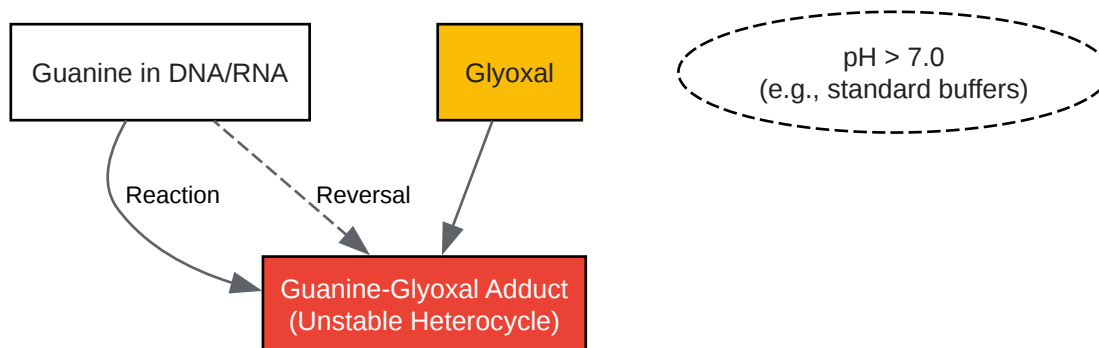 Guanine in DNA/RNA
Glyoxal
pH > 7.0
(e.g., standard buffers)
Reaction
Reversal
Guanine-Glyoxal Adduct
(Unstable Heterocycle)